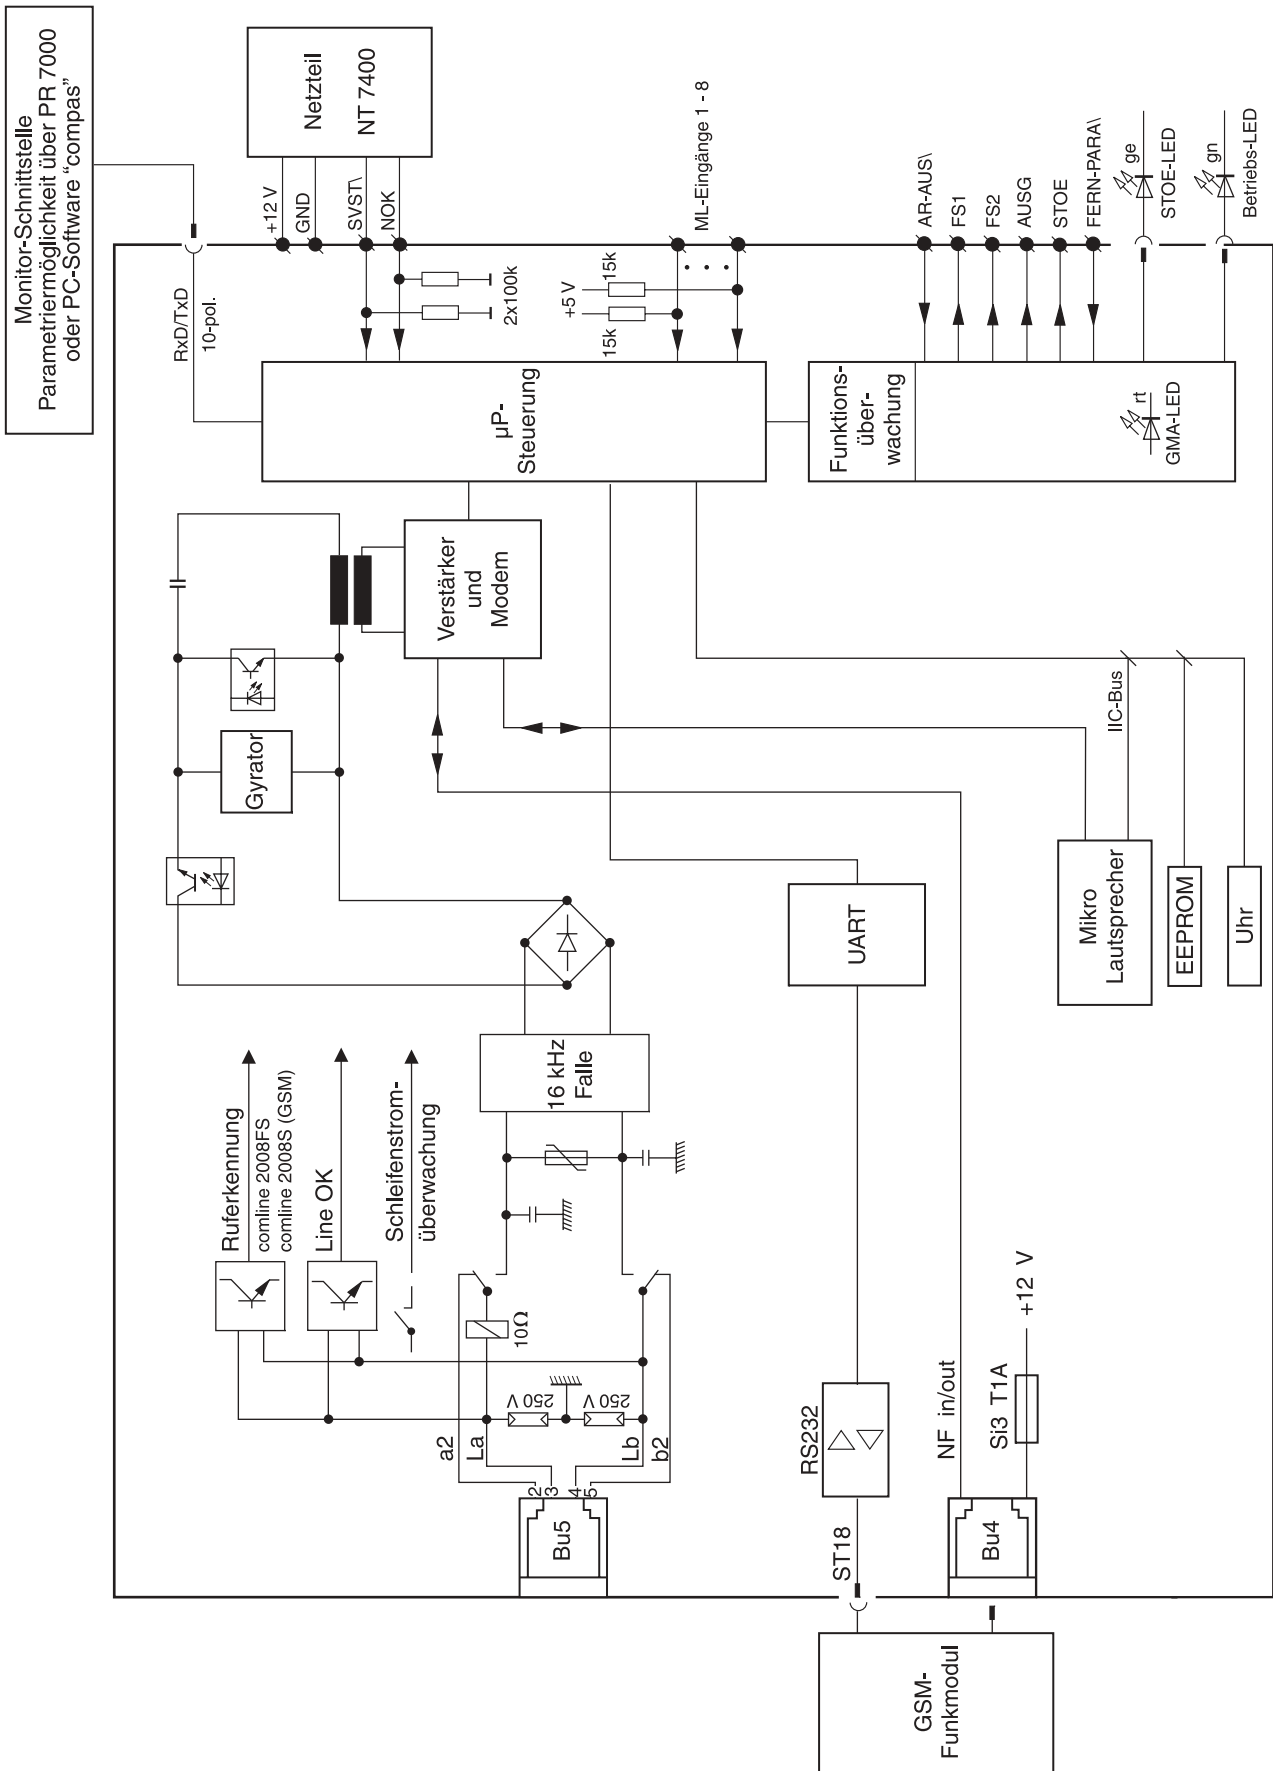 Monitor-Schnittstelle
Parametriermöglichkeit über PR 7000
oder PC-Software “compas”
RxD/TxD
10-pol.
Netzteil
NT 7400
+12 V
GND
SVST\
NOK
2x100k
ML-Eingänge 1 - 8
+5 V
15k
15k
AR-AUS\
FS1
FS2
AUSG
STOE
FERN-PARA\
ge
STOE-LED
gn
Betriebs-LED
µP-
Steuerung
Funktions-
über-
wachung
rt
GMA-LED
Verstärker
und
Modem
Gyrator
IIC-Bus
Mikro
Lautsprecher
EEPROM
Uhr
UART
16 kHz
Falle
Ruferkennung
comline 2008FS
comline 2008S (GSM)
Line OK
Schleifenstrom-
überwachung
10Ω
250 V
250 V
a2
La
Lb
b2
2
3
4
5
Bu5
RS232
ST18
NF in/out
Si3 T1A
+12 V
Bu4
GSM-
Funkmodul